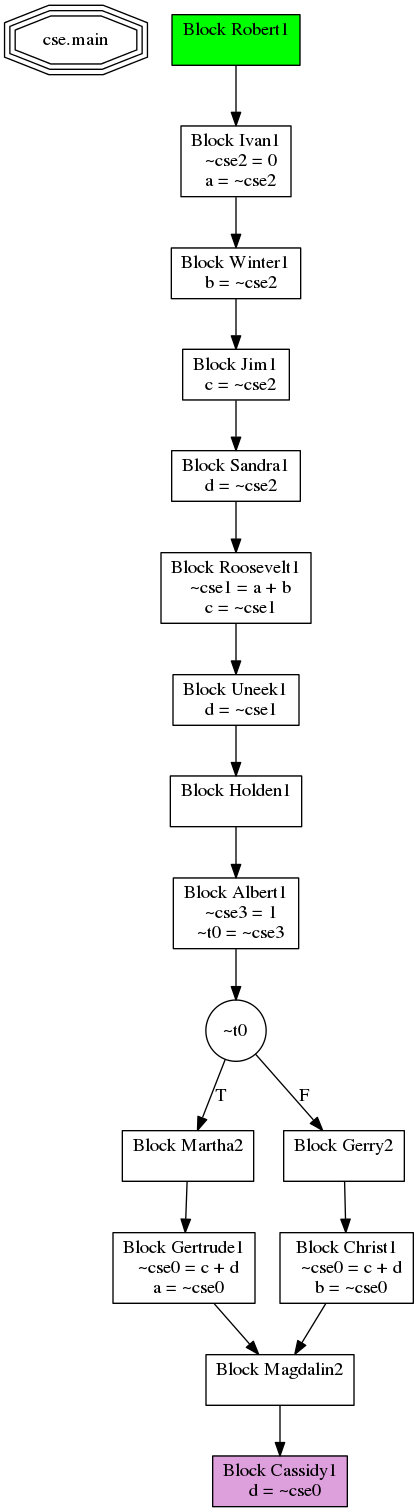 cse.main
Block Robert1
Block Ivan1
~cse2 = 0
a = ~cse2
Block Winter1
b = ~cse2
Block Jim1
c = ~cse2
Block Sandra1
d = ~cse2
Block Roosevelt1
~cse1 = a + b
c = ~cse1
Block Uneek1
d = ~cse1
Block Holden1
Block Albert1
~cse3 = 1
~t0 = ~cse3
~t0
T
F
Block Martha2
Block Gerry2
Block Gertrude1
~cse0 = c + d
a = ~cse0
Block Christ1
~cse0 = c + d
b = ~cse0
Block Magdalin2
Block Cassidy1
d = ~cse0